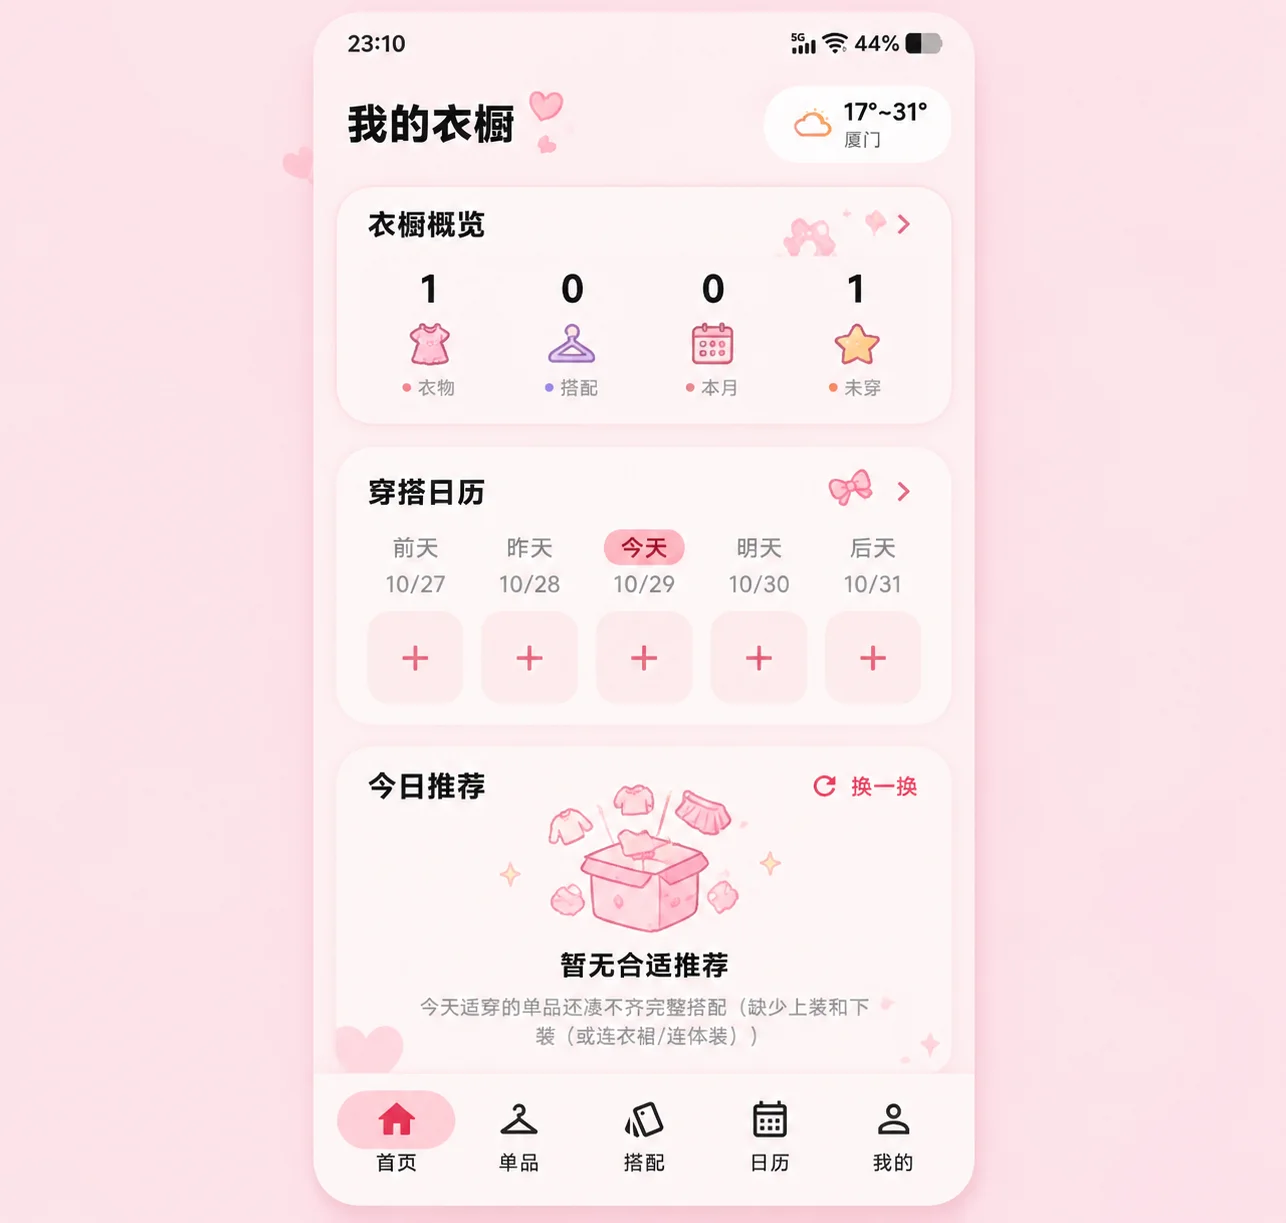 23:10
5G 44%
我的衣橱
17°~31°
厦门
衣橱概览
1 0 0 1
衣物 搭配 本月 未穿
穿搭日历
前天 昨天 今天 明天 后天
10/27 10/28 10/29 10/30 10/31
+ + + + +
今日推荐 换一换
暂无合适推荐
今天适穿的单品还凑不齐完整搭配（缺少上装和下
装（或连衣裙/连体装））
首页 单品 搭配 日历 我的